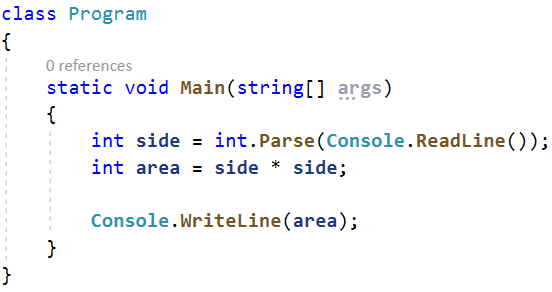 class Program
{
0 references
static void Main(string[] args)
{
int side = int.Parse(Console.ReadLine());
int area = side * side;
Console.WriteLine(area);
}
}